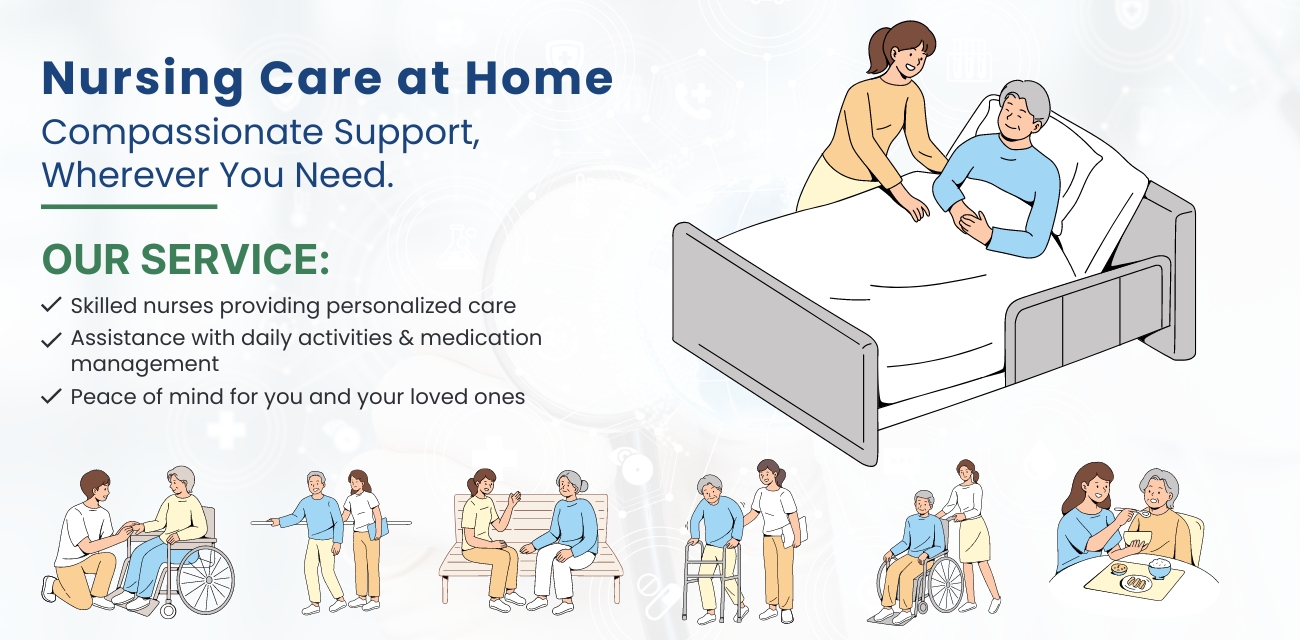 Nursing Care at Home
Compassionate Support,
Wherever You Need.
OUR SERVICE:
Skilled nurses providing personalized care
Assistance with daily activities & medication
management
Peace of mind for you and your loved ones